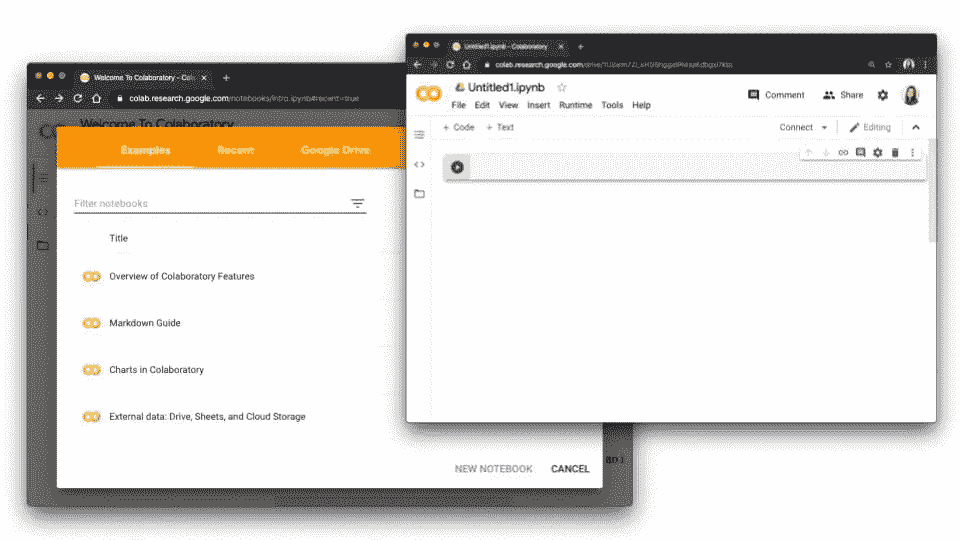 Welcome To Colaboratory - Cola
colab.research.google.com/notebooks/intro.ipynb#recent=true
Welcome To Colaboratory
Examples Recent Google Drive
Filter notebooks
Title
Overview of Colaboratory Features
Markdown Guide
Charts in Colaboratory
External data: Drive, Sheets, and Cloud Storage
NEW NOTEBOOK CANCEL
Untitled1.ipynb - Colaboratory
colab.research.google.com/drive/
Untitled1.ipynb
Comment Share
File Edit View Insert Runtime Tools Help
+ Code + Text Connect Editing